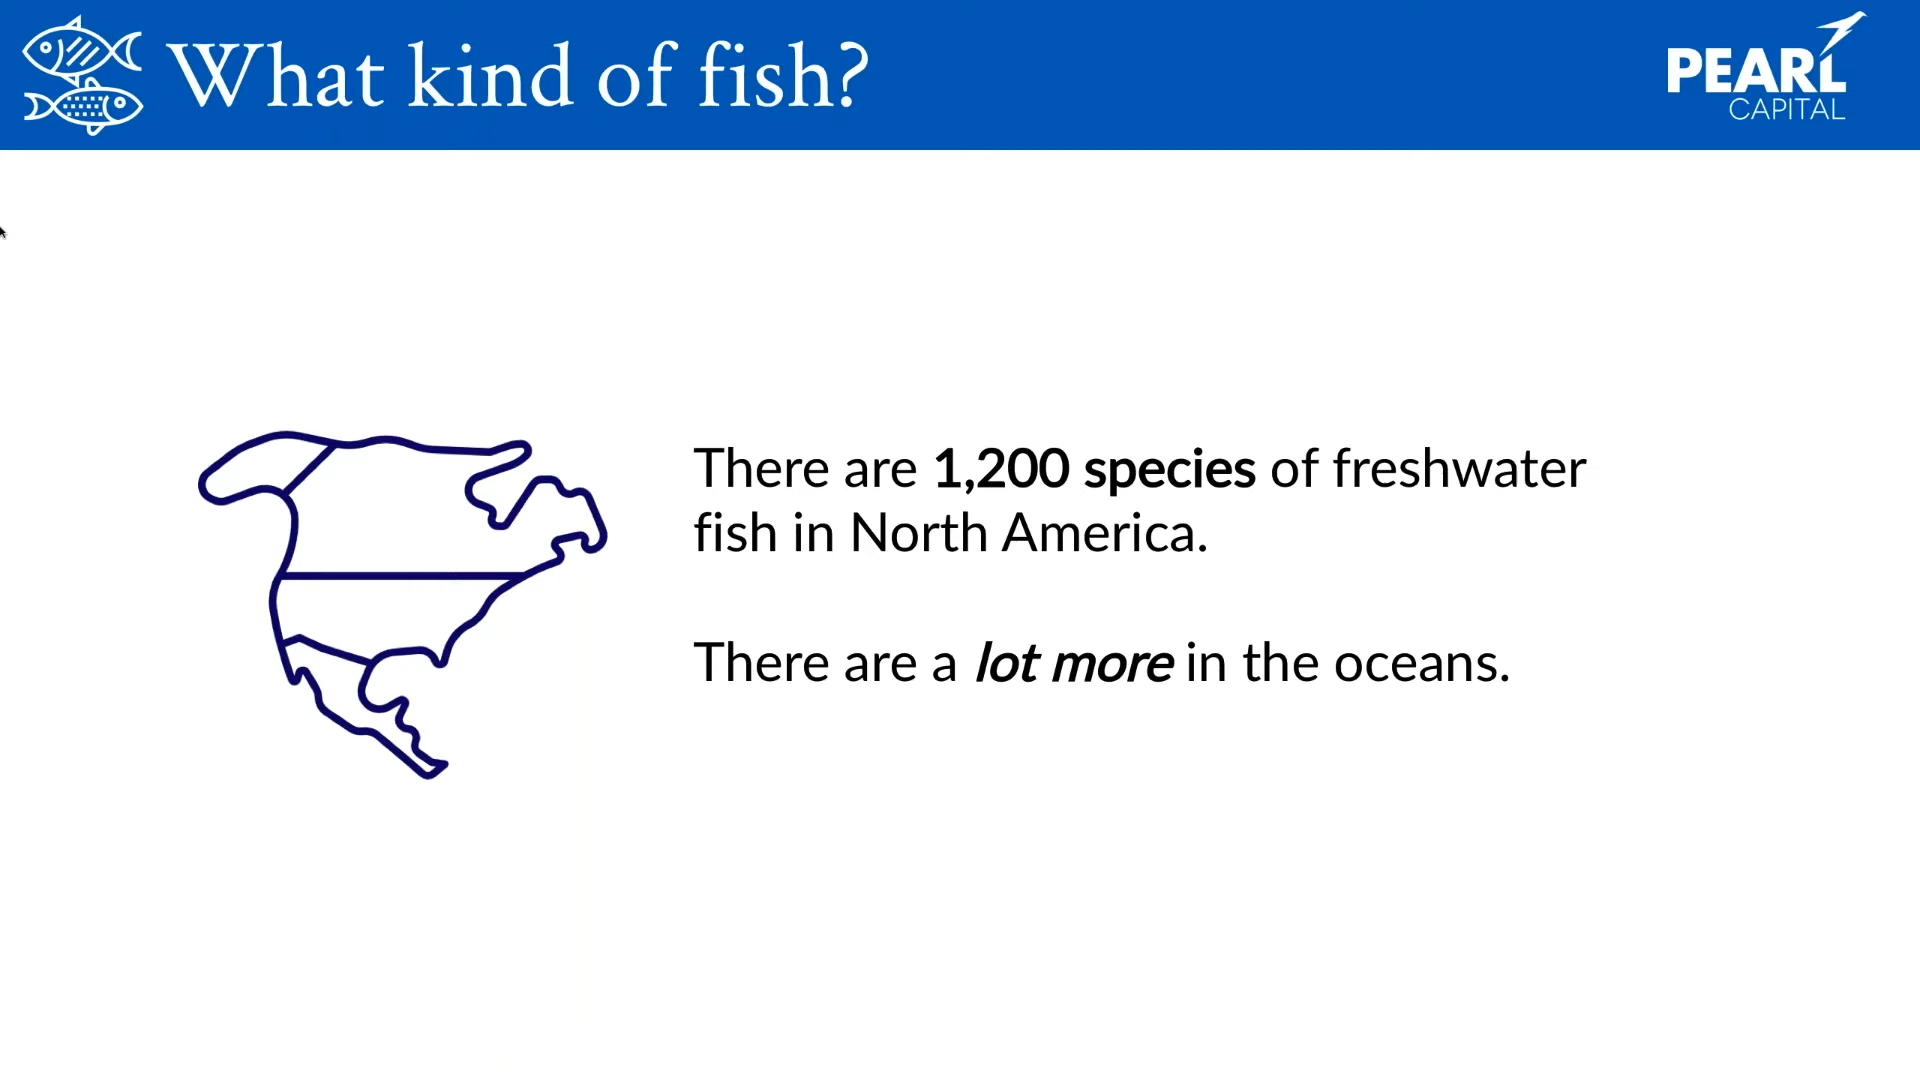 What kind of fish?
PEARL
CAPITAL
There are 1,200 species of freshwater
fish in North America.
There are a lot more in the oceans.